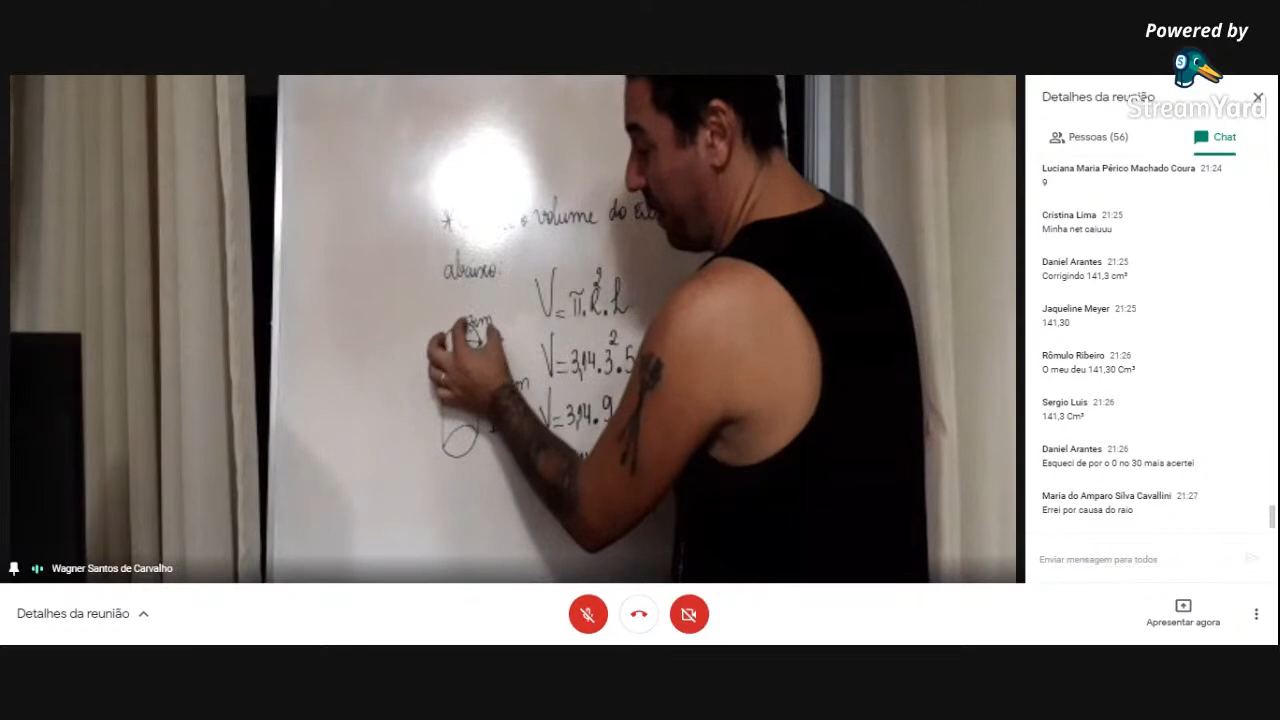 Powered by
StreamYard
volume do
abaixo:
V = π.r².h
V = 3,14.3².5
V = 3,14.9
Wagner Santos de Carvalho
Detalhes da reunião
Pessoas (56)
Chat
Luciana Maria Périco Machado Coura 21:24
9
Cristina Lima 21:25
Minha net caiuuu
Daniel Arantes 21:25
Corrigindo 141,3 cm³
Jaqueline Meyer 21:25
141,30
Rômulo Ribeiro 21:26
O meu deu 141,30 Cm³
Sergio Luis 21:26
141,3 Cm³
Daniel Arantes 21:26
Esqueci de por o 0 no 30 mais acertei
Maria do Amparo Silva Cavallini 21:27
Errei por causa do raio
Enviar mensagem para todos
Detalhes da reunião
Apresentar agora